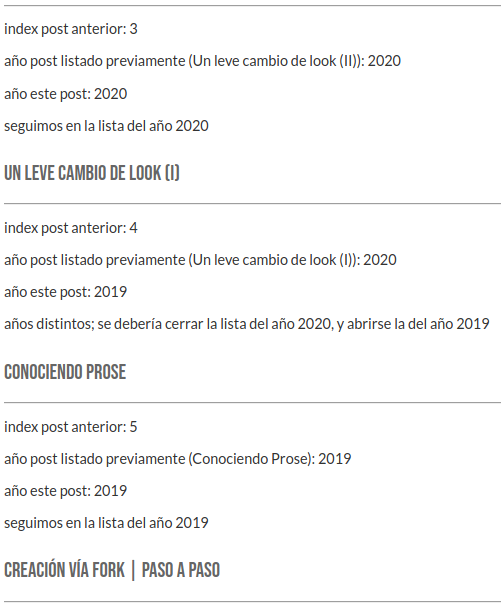 index post anterior: 3
año post listado previamente (Un leve cambio de look (II)): 2020
año este post: 2020
seguimos en la lista del año 2020
UN LEVE CAMBIO DE LOOK (I)
index post anterior: 4
año post listado previamente (Un leve cambio de look (I)): 2020
año este post: 2019
años distintos; se debería cerrar la lista del año 2020, y abrirse la del año 2019
CONOCIENDO PROSE
index post anterior: 5
año post listado previamente (Conociendo Prose): 2019
año este post: 2019
seguimos en la lista del año 2019
CREACIÓN VÍA FORK | PASO A PASO